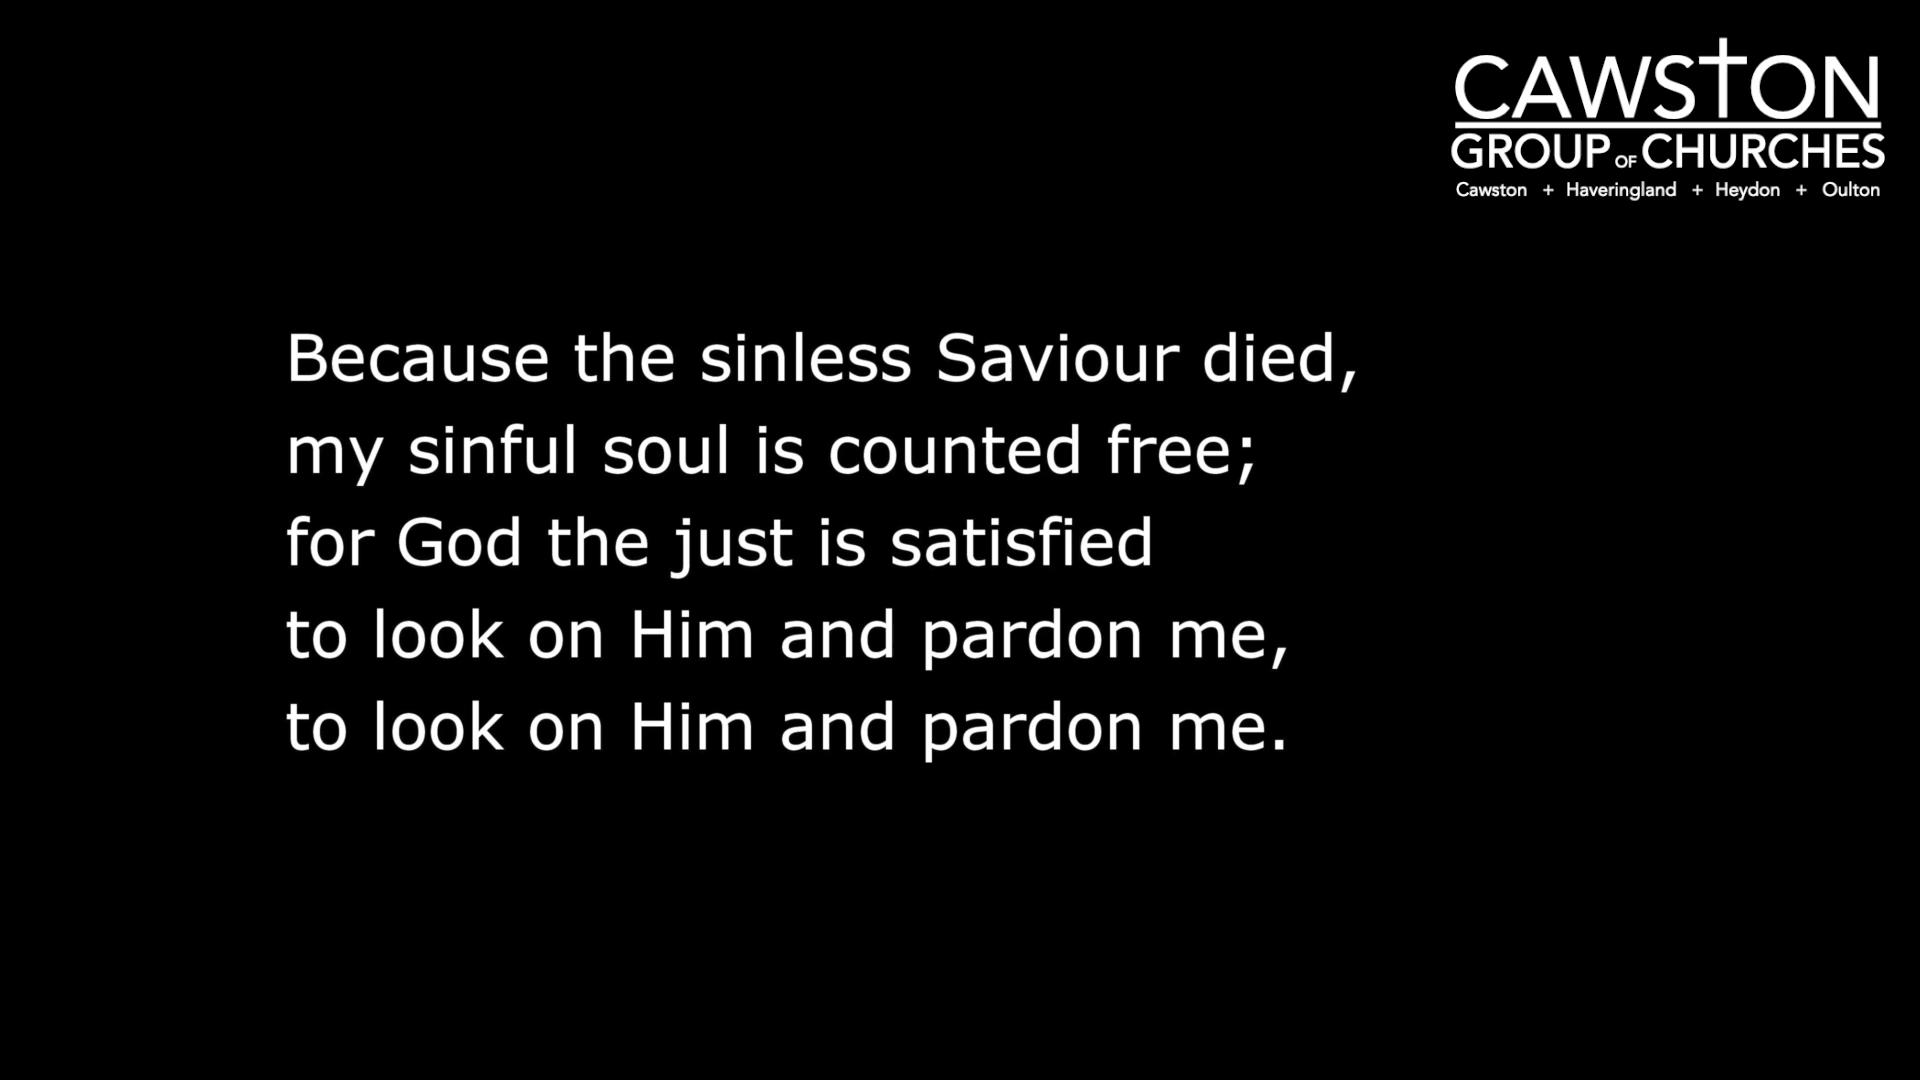 CAWSTON
GROUP OF CHURCHES
Cawston + Haveringland + Heydon + Oulton
Because the sinless Saviour died,
my sinful soul is counted free;
for God the just is satisfied
to look on Him and pardon me,
to look on Him and pardon me.